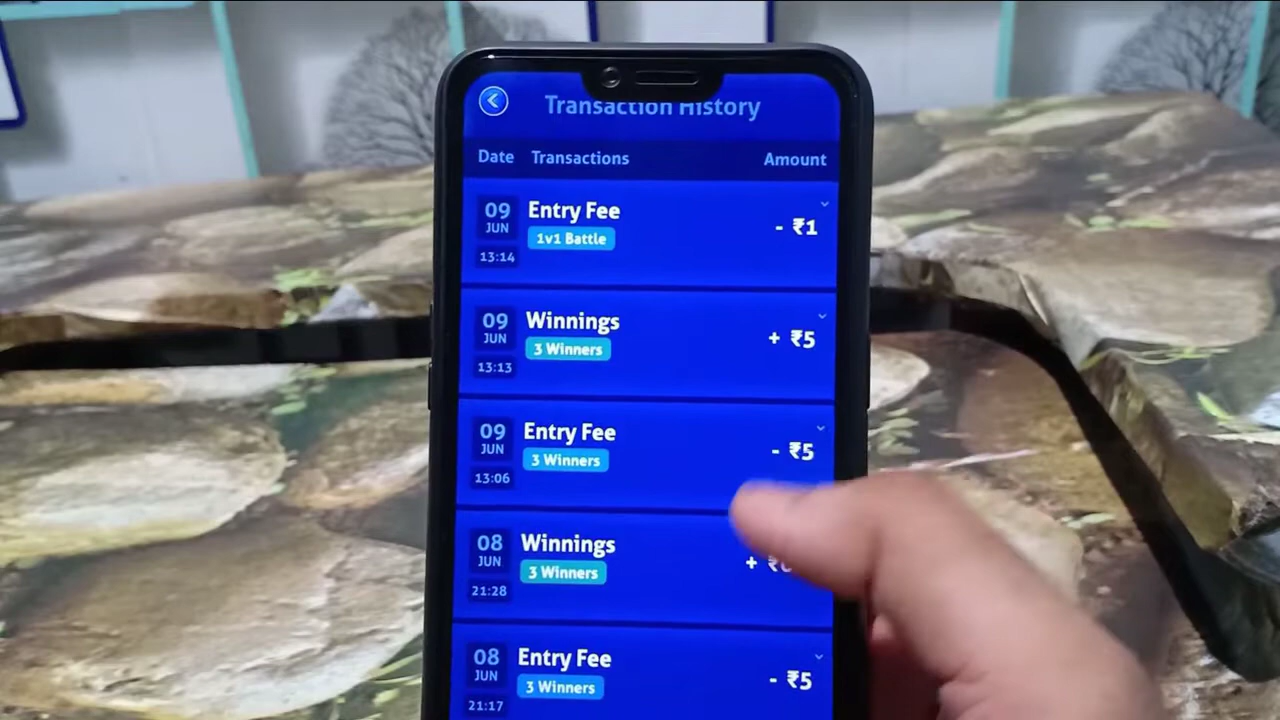 Transaction History
Date Transactions Amount
09 JUN 13:14 Entry Fee 1v1 Battle - ₹1
09 JUN 13:13 Winnings 3 Winners + ₹5
09 JUN 13:06 Entry Fee 3 Winners - ₹5
08 JUN 21:28 Winnings 3 Winners +
08 JUN 21:17 Entry Fee 3 Winners - ₹5